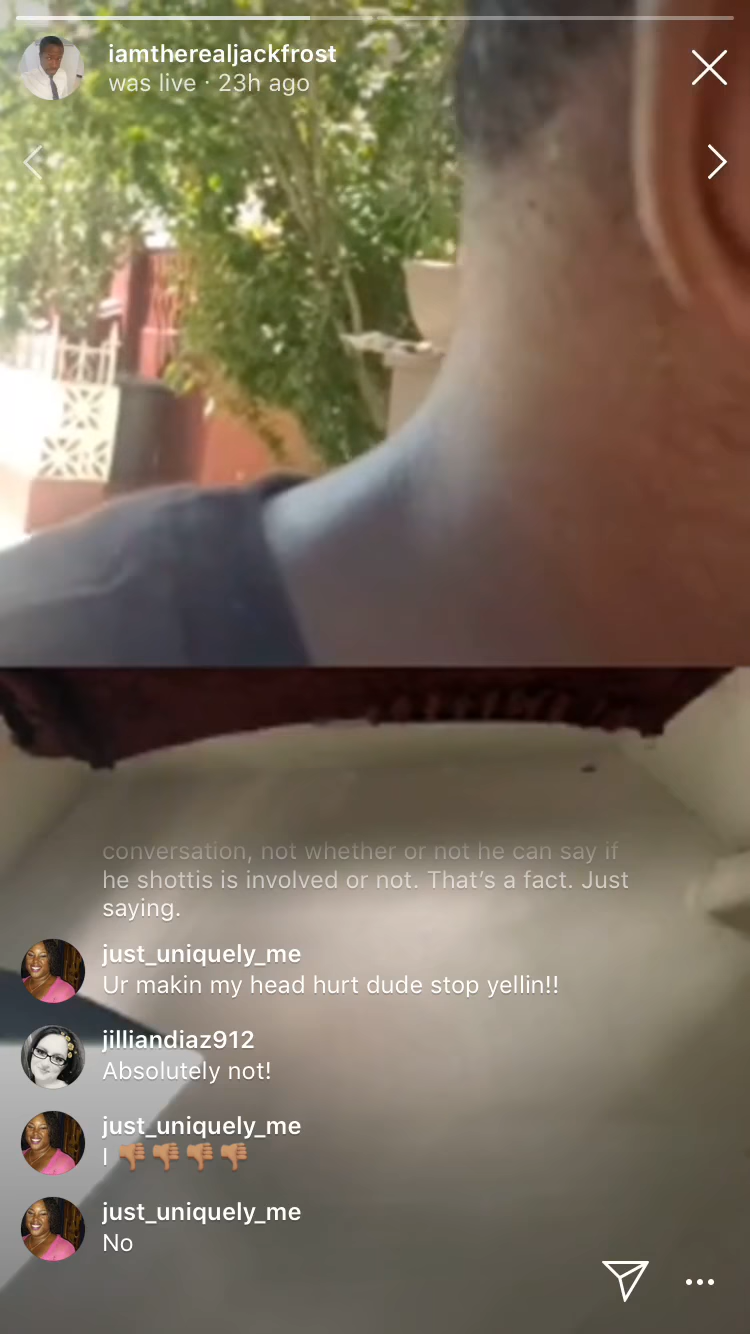 iamtherealjackfrost
was live · 23h ago
conversation, not whether or not he can say if
he shottis is involved or not. That’s a fact. Just
saying.
just_uniquely_me
Ur makin my head hurt dude stop yellin!!
jilliandiaz912
Absolutely not!
just_uniquely_me
I 👎🏽👎🏽👎🏽👎🏽
just_uniquely_me
No